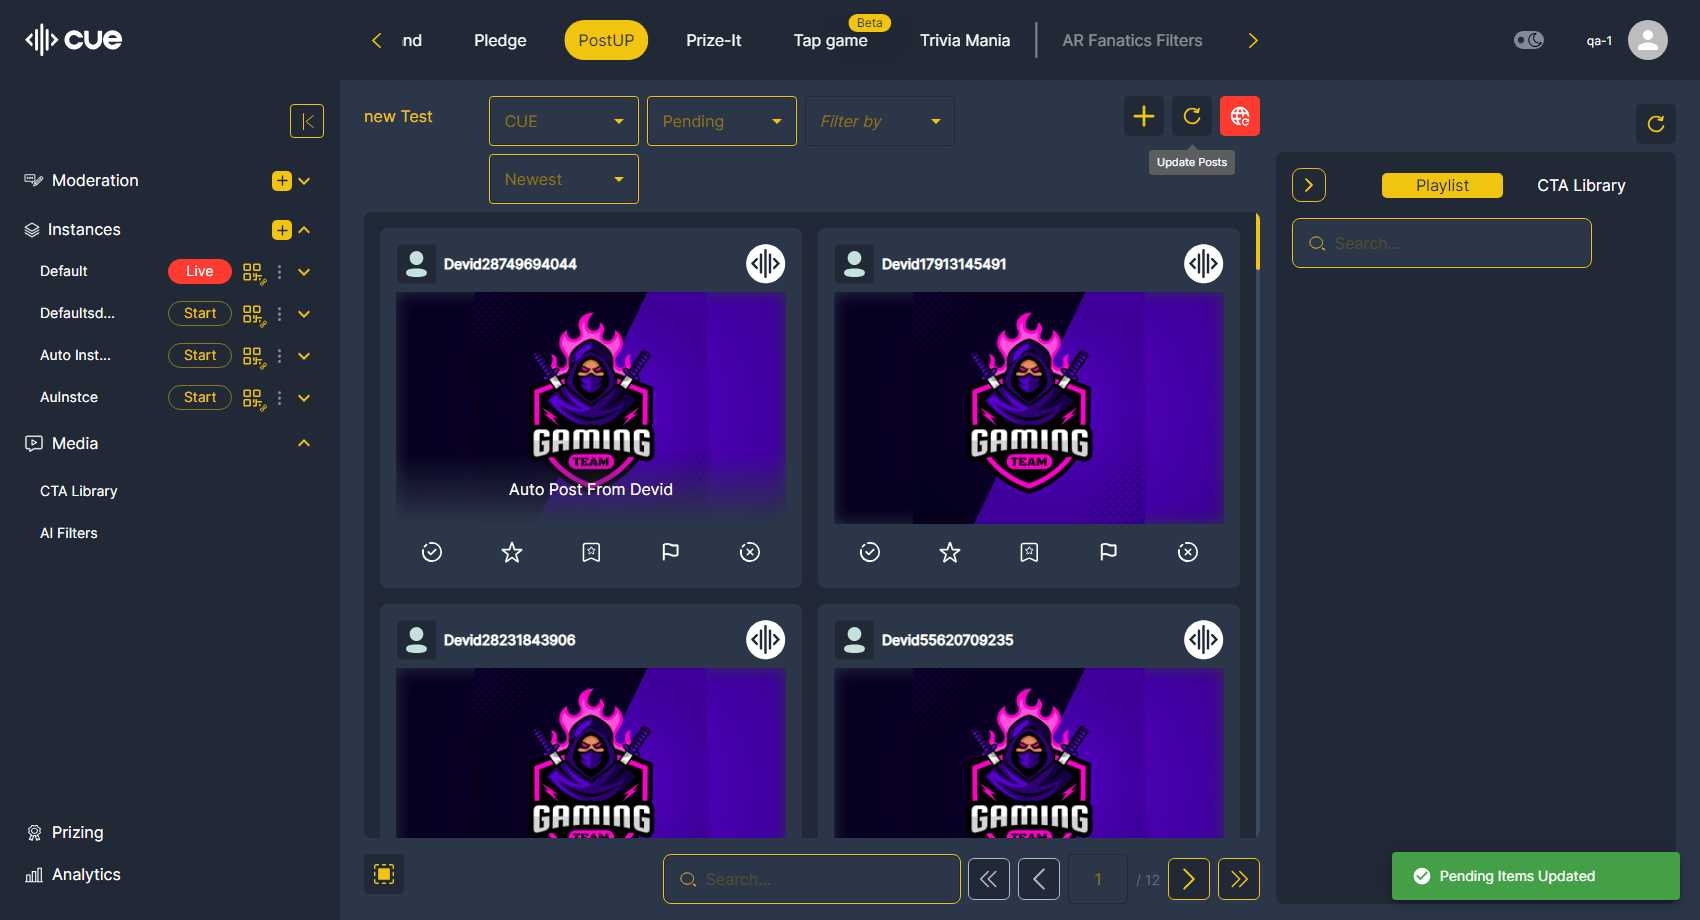 cue
nd
Pledge
PostUP
Prize-It
Tap game
Beta
Trivia Mania
AR Fanatics Filters
qa-1
Moderation
Instances
Default
Live
Defaultsd...
Start
Auto Inst...
Start
AuInstce
Start
Media
CTA Library
AI Filters
Prizing
Analytics
new Test
CUE
Pending
Filter by
Newest
Update Posts
Devid28749694044
GAMING
TEAM
Auto Post From Devid
Devid17913145491
GAMING
TEAM
Devid28231843906
GAMING
TEAM
Devid55620709235
GAMING
TEAM
Search...
1
/ 12
Playlist
CTA Library
Search...
Pending Items Updated